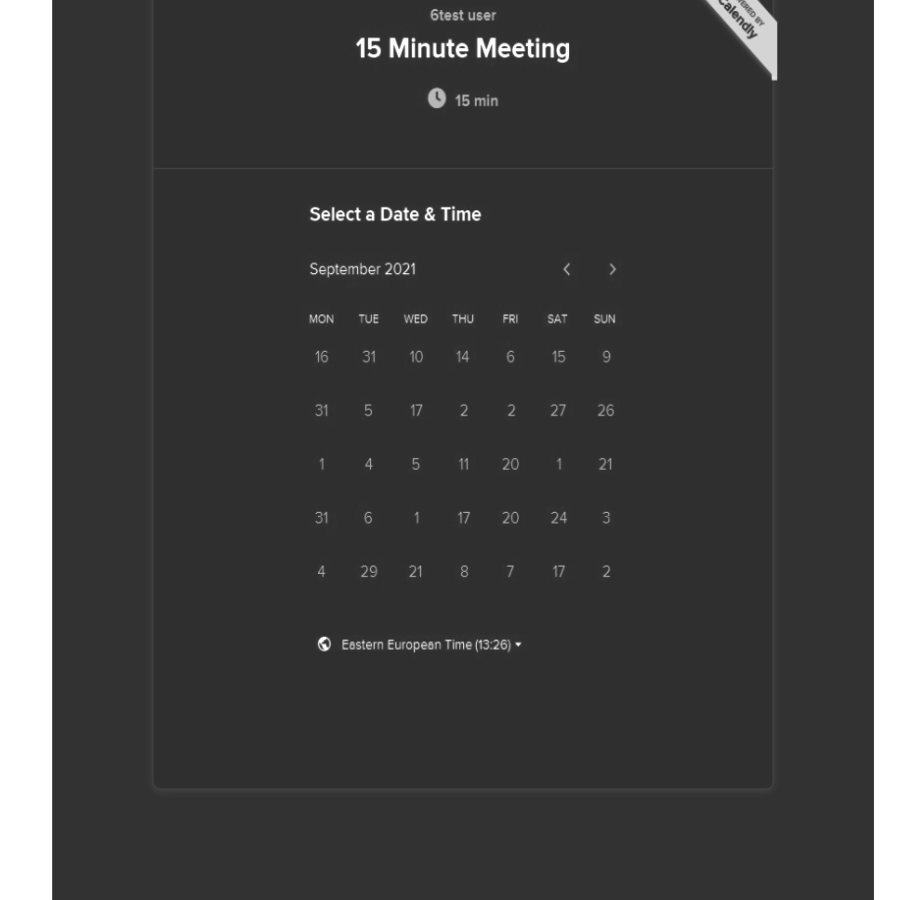 6test user
15 Minute Meeting
15 min
Calendly
Select a Date & Time
September 2021
MON TUE WED THU FRI SAT SUN
16 31 10 14 6 15 9
31 5 17 2 2 27 26
1 4 5 11 20 1 21
31 6 1 17 20 24 3
4 29 21 8 7 17 2
Eastern European Time (13:26)